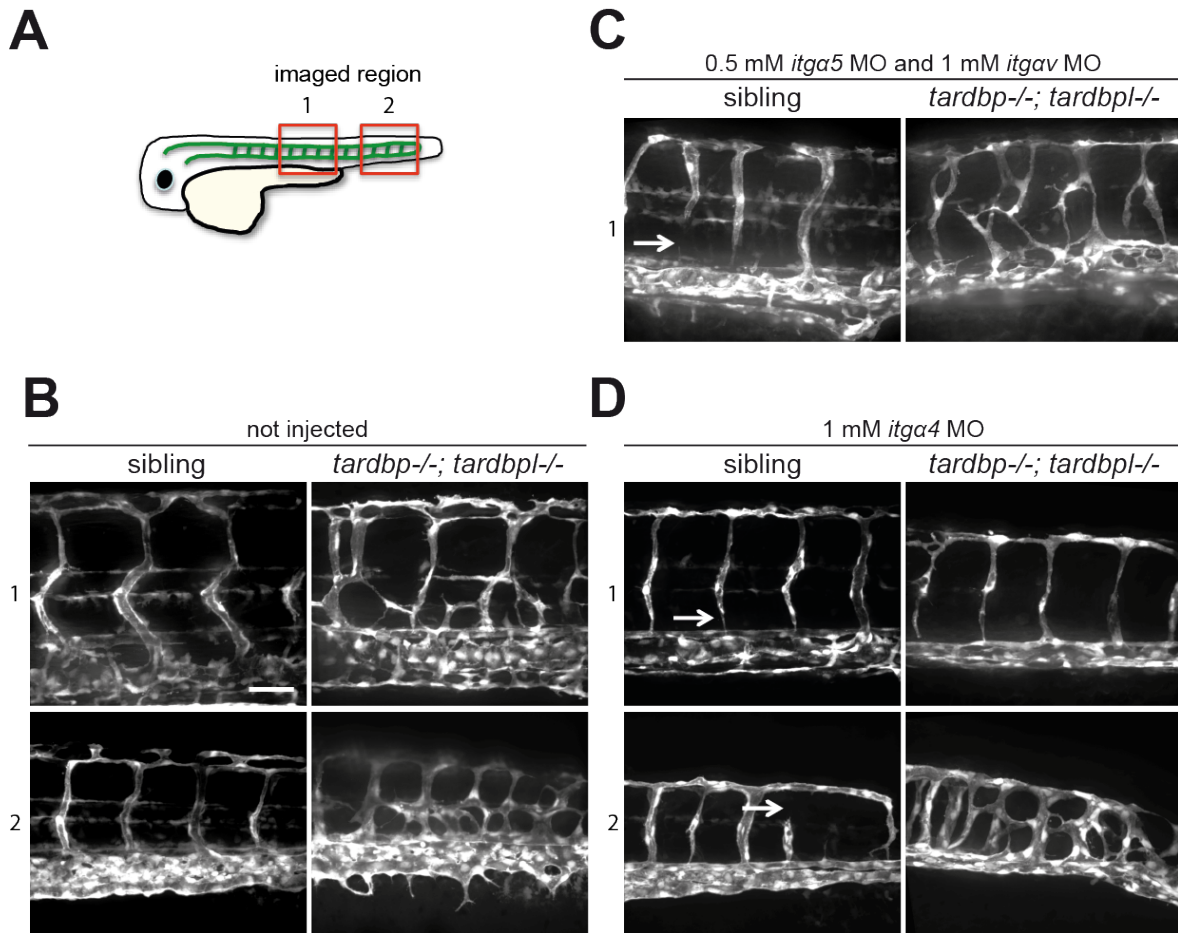 A
imaged region
1 2
B
not injected
sibling tardbp-/-; tardbpl-/-
1
2
C
0.5 mM itgα5 MO and 1 mM itgαv MO
sibling tardbp-/-; tardbpl-/-
1
D
1 mM itgα4 MO
sibling tardbp-/-; tardbpl-/-
1
2